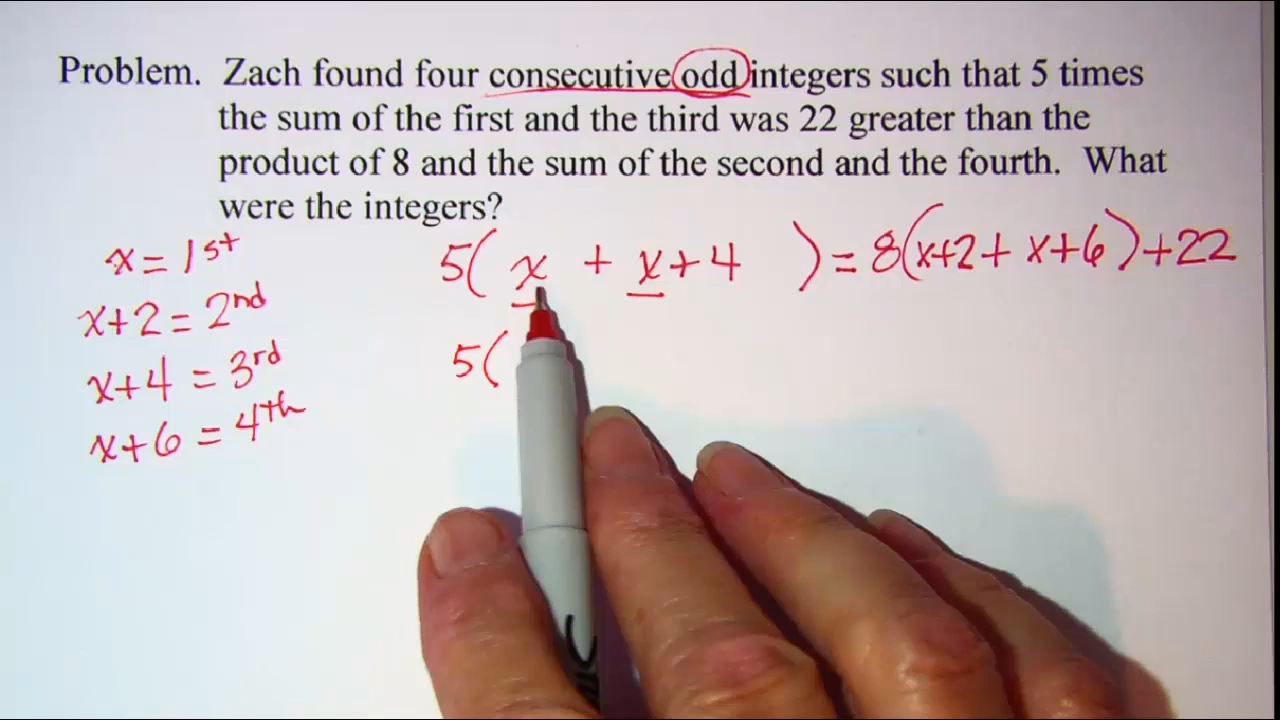 Problem. Zach found four consecutive odd integers such that 5 times
the sum of the first and the third was 22 greater than the
product of 8 and the sum of the second and the fourth. What
were the integers?
x = 1st
x+2 = 2nd
x+4 = 3rd
x+6 = 4th
5( x + x+4 ) = 8(x+2 + x+6) +22
5(